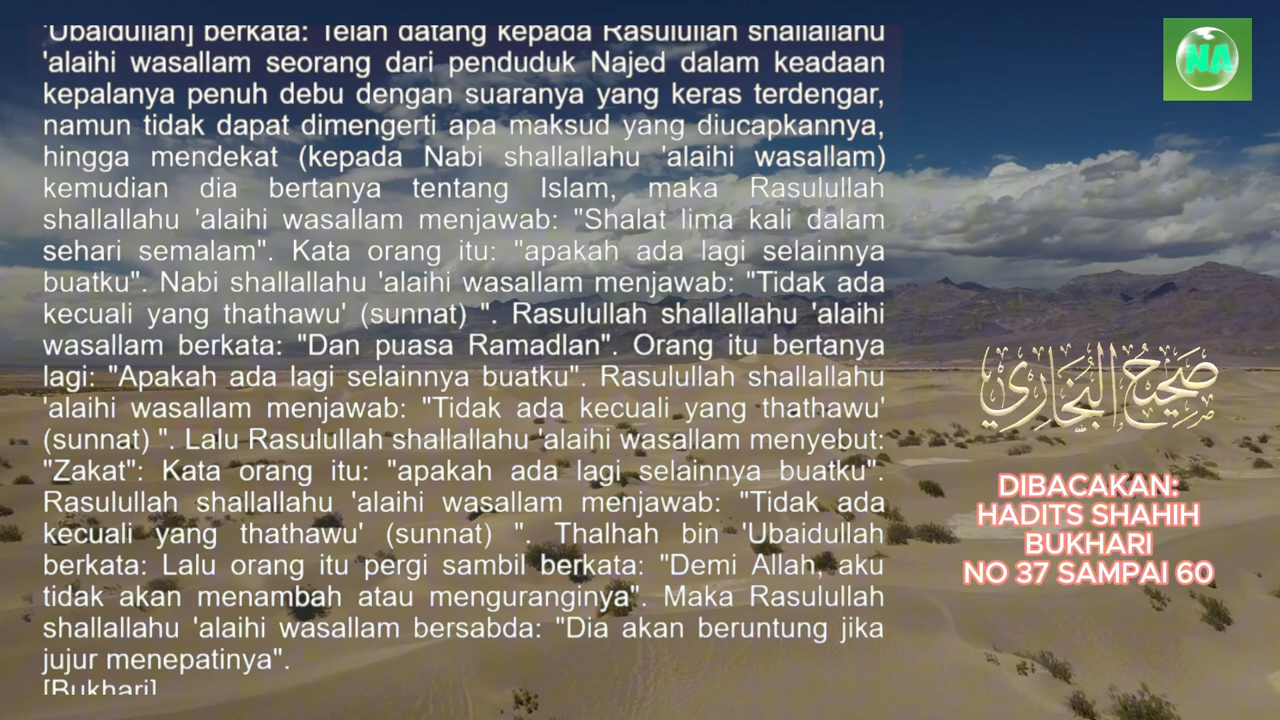 'Ubaidullah] berkata: Telah datang kepada Rasulullah shallallahu
'alaihi wasallam seorang dari penduduk Najed dalam keadaan
kepalanya penuh debu dengan suaranya yang keras terdengar,
namun tidak dapat dimengerti apa maksud yang diucapkannya,
hingga mendekat (kepada Nabi shallallahu 'alaihi wasallam)
kemudian dia bertanya tentang Islam, maka Rasulullah
shallallahu 'alaihi wasallam menjawab: "Shalat lima kali dalam
sehari semalam". Kata orang itu: "apakah ada lagi selainnya
buatku". Nabi shallallahu 'alaihi wasallam menjawab: "Tidak ada
kecuali yang thathawu' (sunnat) ". Rasulullah shallallahu 'alaihi
wasallam berkata: "Dan puasa Ramadlan". Orang itu bertanya
lagi: "Apakah ada lagi selainnya buatku". Rasulullah shallallahu
'alaihi wasallam menjawab: "Tidak ada kecuali yang thathawu'
(sunnat) ". Lalu Rasulullah shallallahu 'alaihi wasallam menyebut:
"Zakat": Kata orang itu: "apakah ada lagi selainnya buatku".
Rasulullah shallallahu 'alaihi wasallam menjawab: "Tidak ada
kecuali yang thathawu' (sunnat) ". Thalhah bin 'Ubaidullah
berkata: Lalu orang itu pergi sambil berkata: "Demi Allah, aku
tidak akan menambah atau menguranginya". Maka Rasulullah
shallallahu 'alaihi wasallam bersabda: "Dia akan beruntung jika
jujur menepatinya".
[Bukhari]
NA
صحيح البخاري
DIBACAKAN:
HADITS SHAHIH
BUKHARI
NO 37 SAMPAI 60